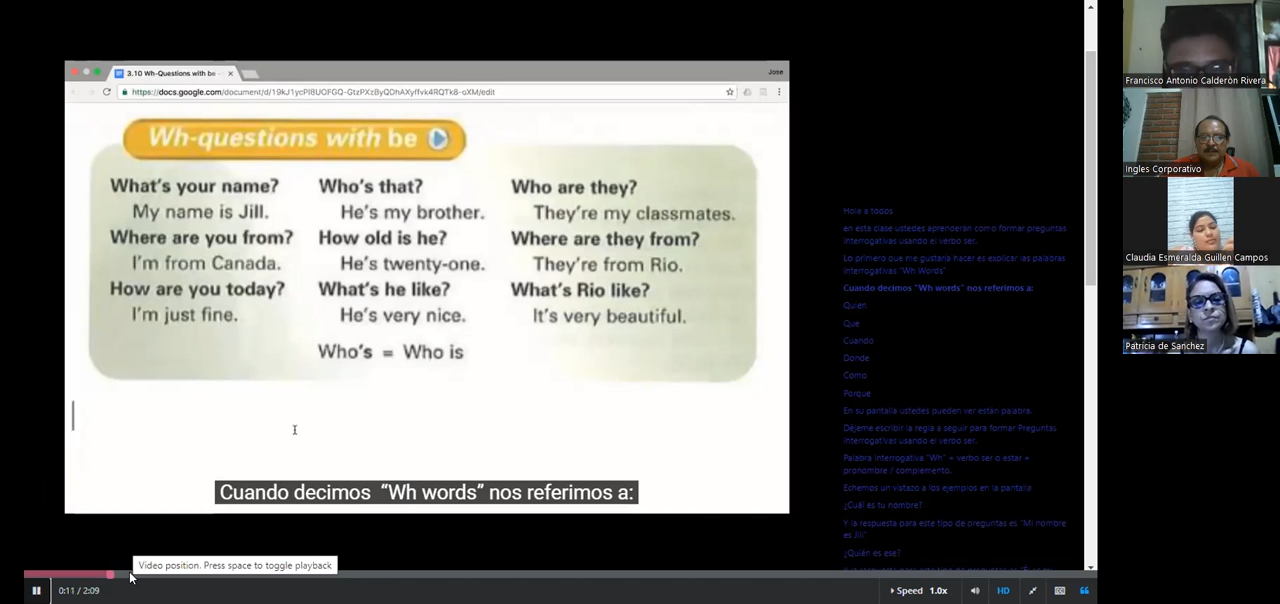 3.10 Wh-Questions with be
Jose
https://docs.google.com/document/d/19kJ1ycPI8UOFGQ-GtzPXzByQDhAXyffvk4RQTk8-oXM/edit
Wh-questions with be
What's your name?
My name is Jill.
Where are you from?
I'm from Canada.
How are you today?
I'm just fine.
Who's that?
He's my brother.
How old is he?
He's twenty-one.
What's he like?
He's very nice.
Who's = Who is
Who are they?
They're my classmates.
Where are they from?
They're from Rio.
What's Rio like?
It's very beautiful.
Cuando decimos "Wh words" nos referimos a:
Video position. Press space to toggle playback
0:11 / 2:09
Speed 1.0x
HD
Hola a todos
en esta clase ustedes aprenderán como formar preguntas
interrogativas usando el verbo ser.
Lo primero que me gustaría hacer es explicar las palabras
interrogativas "Wh Words"
Cuando decimos "Wh words" nos referimos a:
Quien
Que
Cuando
Donde
Como
Porque
En su pantalla ustedes pueden ver estan palabra.
Déjeme escribir la regla a seguir para formar Preguntas
interrogativas usando el verbo ser.
Palabra interrogativa "Wh" + verbo ser o estar +
pronombre / complemento.
Echemos un vistazo a los ejemplos en la pantalla
¿Cuál es tu nombre?
Y la respuesta para este tipo de preguntas es "Mi nombre
es Jill"
¿Quién es ese?
Francisco Antonio Calderòn Rivera
Ingles Corporativo
Claudia Esmeralda Guillen Campos
Patricia de Sanchez